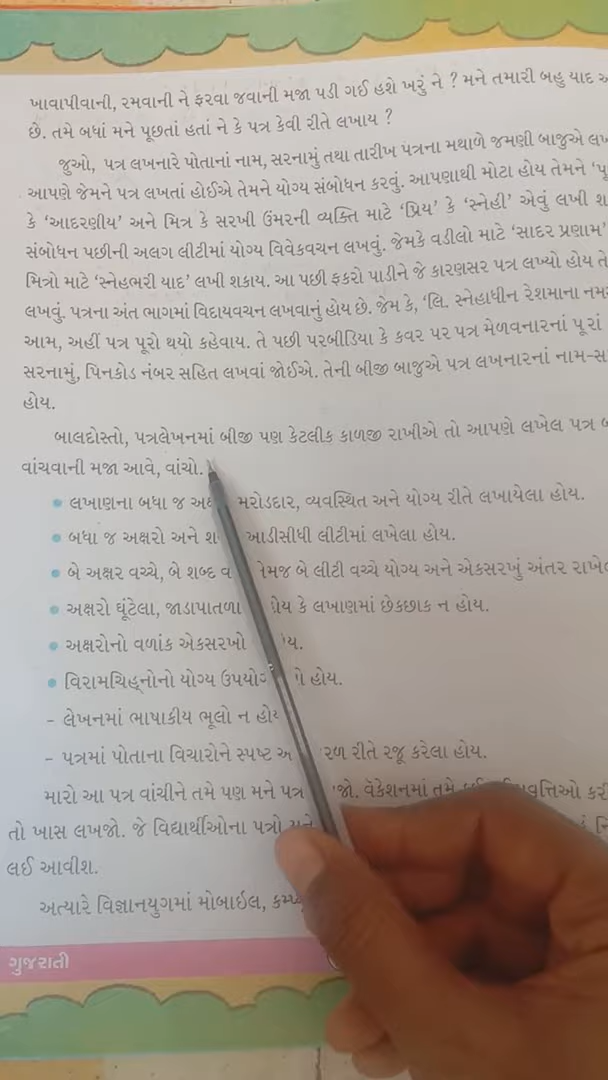 ખાવાપીવાની, રમવાની ને ફરવા જવાની મજા પડી ગઈ હશે ખરું ને ? મને તમારી બહુ યાદ
છે. તમે બધાં મને પૂછતાં હતાં ને કે પત્ર કેવી રીતે લખાય ?
જુઓ, પત્ર લખનારે પોતાનાં નામ, સરનામું તથા તારીખ પત્રના મથાળે જમણી બાજુએ
આપણે જેમને પત્ર લખતાં હોઈએ તેમને યોગ્ય સંબોધન કરવું. આપણાથી મોટા હોય તેમને
કે ‘આદરણીય’ અને મિત્ર કે સરખી ઉંમરની વ્યક્તિ માટે ‘પ્રિય’ કે ‘સ્નેહી’ એવું લખી
સંબોધન પછીની અલગ લીટીમાં યોગ્ય વિવેકવચન લખવું. જેમકે વડીલો માટે ‘સાદર પ્રણામ’
મિત્રો માટે ‘સ્નેહભરી યાદ’ લખી શકાય. આ પછી ફકરો પાડીને જે કારણસર પત્ર લખ્યો હોય તે
લખવું. પત્રના અંત ભાગમાં વિદાયવચન લખવાનું હોય છે. જેમ કે, ‘લિ. સ્નેહાધીન રેશમાના
આમ, અહીં પત્ર પૂરો થયો કહેવાય. તે પછી પરબીડિયા કે કવર પર પત્ર મેળવનારનાં પૂરાં
સરનામું, પિનકોડ નંબર સહિત લખવાં જોઈએ. તેની બીજી બાજુએ પત્ર લખનારનાં
હોય.
બાલદોસ્તો, પત્રલેખનમાં બીજી પણ કેટલીક કાળજી રાખીએ તો આપણે લખેલ પત્ર
વાંચવાની મજા આવે, વાંચો.
• લખાણના બધા જ મરોડદાર, વ્યવસ્થિત અને યોગ્ય રીતે લખાયેલા હોય.
• બધા જ અક્ષરો અને આડીસીધી લીટીમાં લખેલા હોય.
• બે અક્ષર વચ્ચે, બે શબ્દ બે લીટી વચ્ચે યોગ્ય અને એકસરખું અંતર
• અક્ષરો ઘૂંટેલા, જાડાપાતળા કે લખાણમાં છેકછાક ન હોય.
• અક્ષરોનો વળાંક એકસરખો
• વિરામચિહ્નોનો યોગ્ય હોય.
- લેખનમાં ભાષાકીય ભૂલો ન
- પત્રમાં પોતાના વિચારોને સ્પષ્ટ રીતે રજૂ કરેલા હોય.
મારો આ પત્ર વાંચીને તમે પણ મને પત્ર વૅકેશનમાં તમે
તો ખાસ લખજો. જે વિદ્યાર્થીઓના પત્રો
લઈ આવીશ.
અત્યારે વિજ્ઞાનયુગમાં મોબાઇલ,
ગુજરાતી